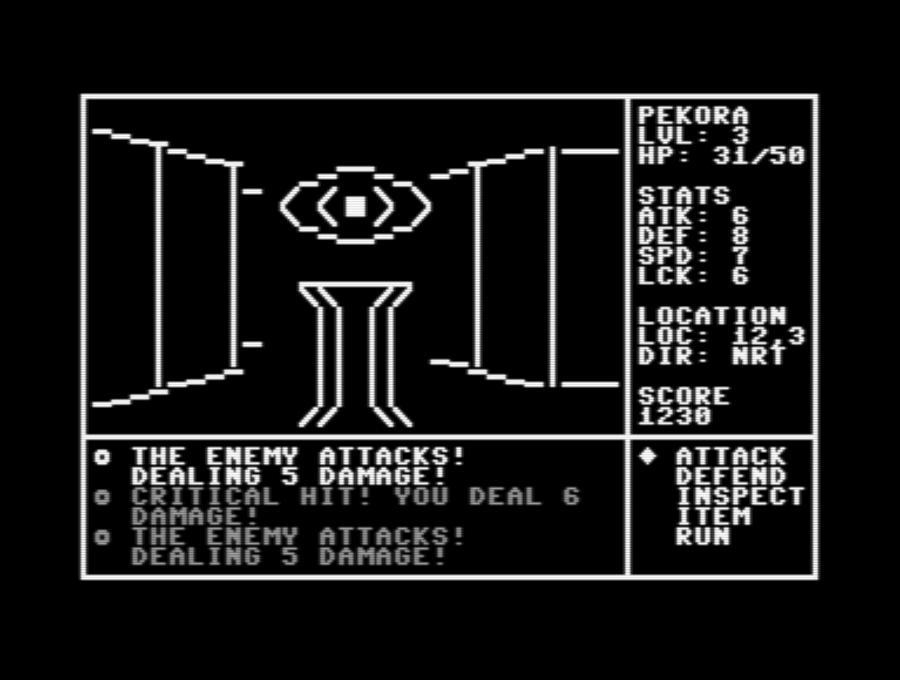 PEKORA
LVL: 3
HP: 31/50
STATS
ATK: 6
DEF: 8
SPD: 7
LCK: 6
LOCATION
LOC: 12,3
DIR: NRT
SCORE
1230
THE ENEMY ATTACKS!
DEALING 5 DAMAGE!
CRITICAL HIT! YOU DEAL 6
DAMAGE!
THE ENEMY ATTACKS!
DEALING 5 DAMAGE!
ATTACK
DEFEND
INSPECT
ITEM
RUN